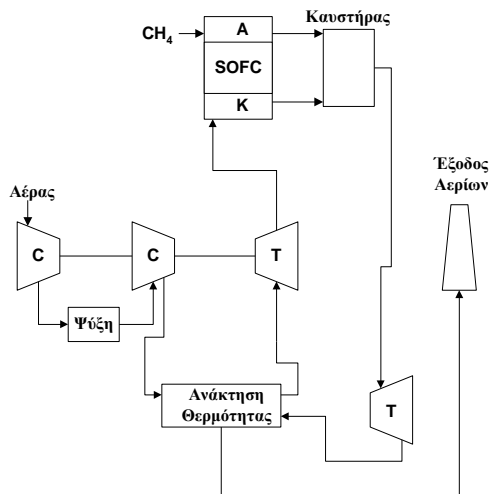 Καυστήρας
CH4
A
SOFC
K
Έξοδος
Αερίων
Αέρας
C
C
T
Ψύξη
Ανάκτηση
Θερμότητας
T